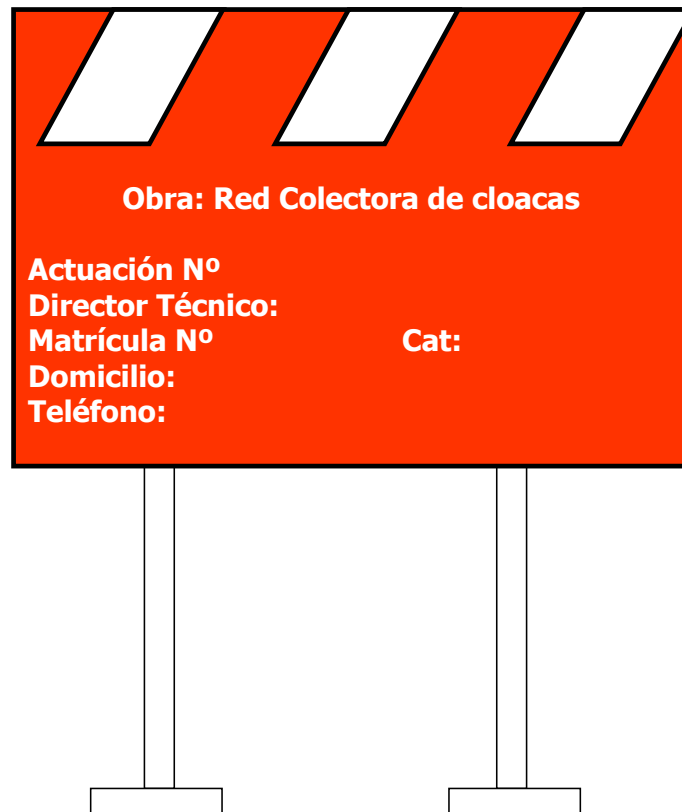 Obra: Red Colectora de cloacas
Actuación Nº
Director Técnico:
Matrícula Nº Cat:
Domicilio:
Teléfono: